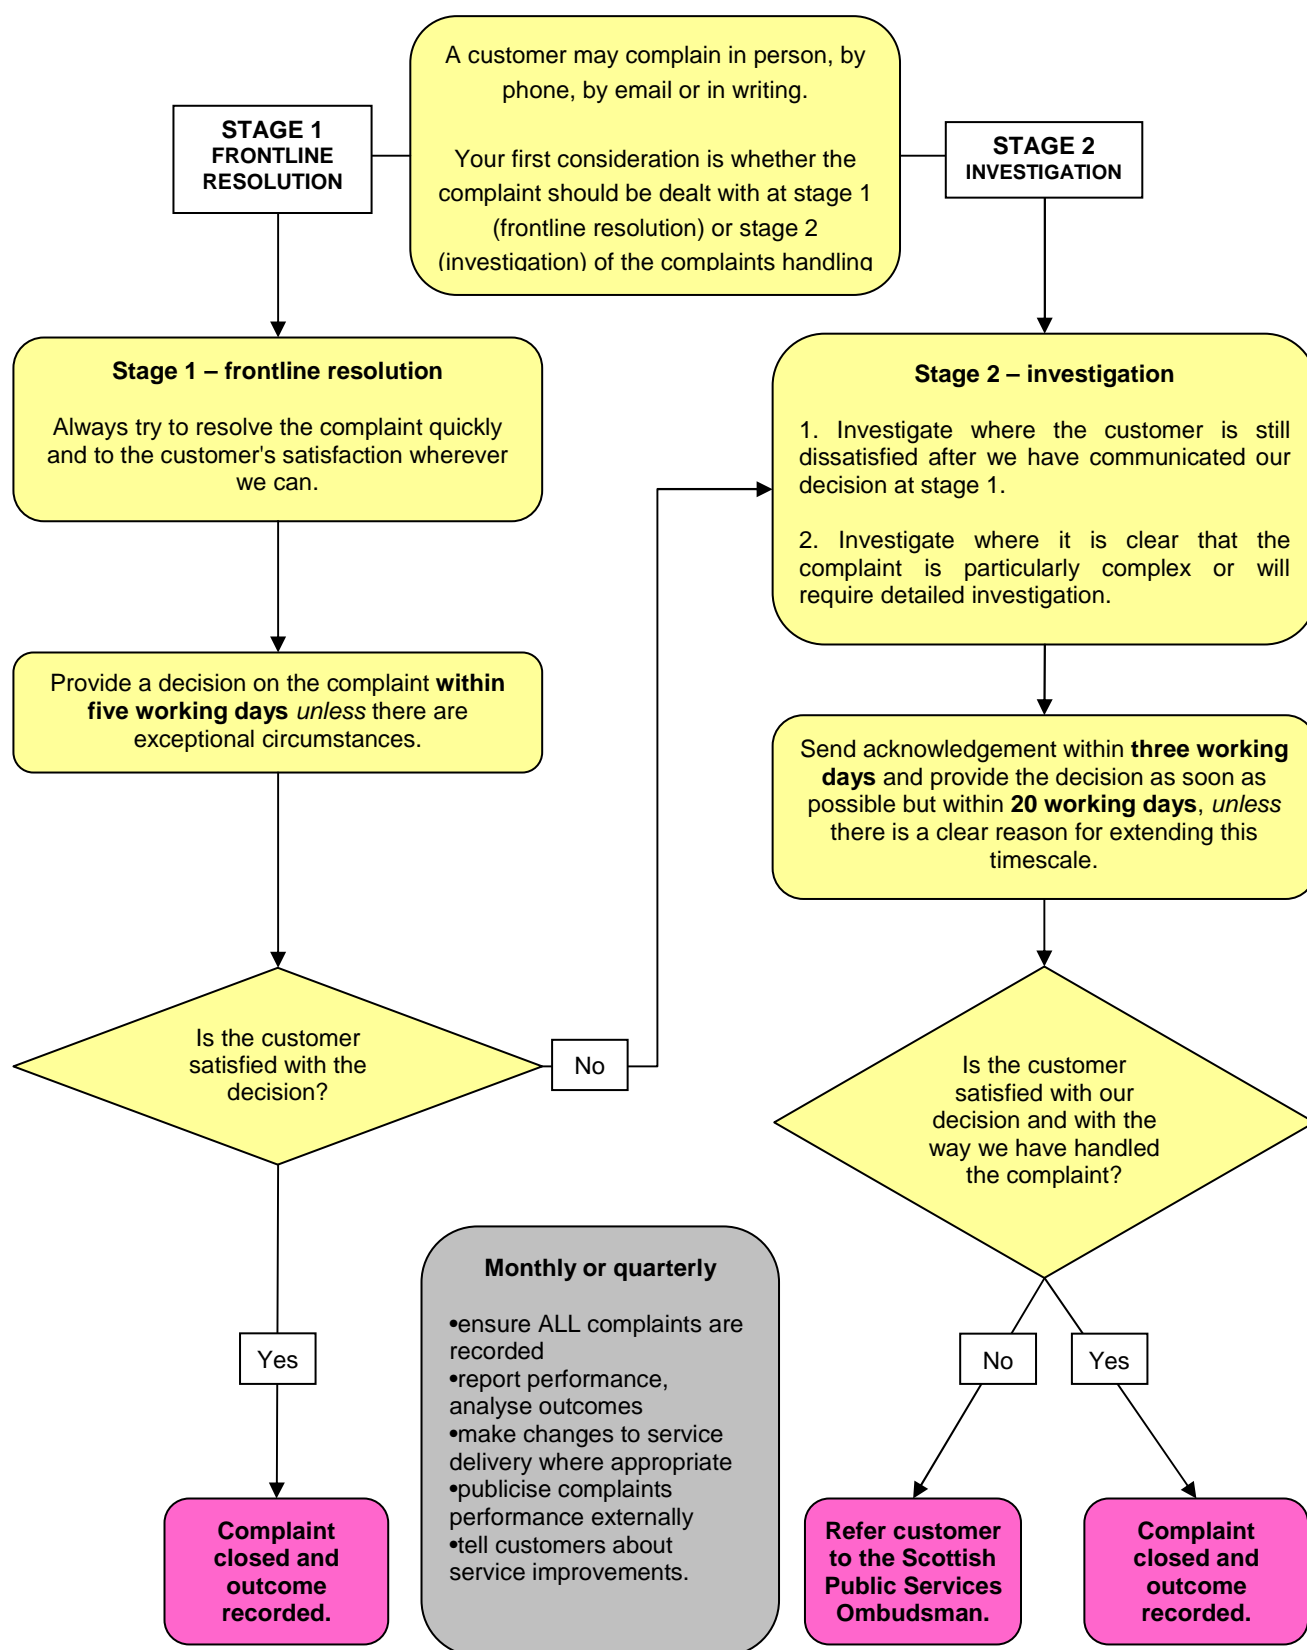 A customer may complain in person, by
phone, by email or in writing.
Your first consideration is whether the
complaint should be dealt with at stage 1
(frontline resolution) or stage 2
(investigation) of the complaints handling
STAGE 1
FRONTLINE
RESOLUTION
STAGE 2
INVESTIGATION
Stage 1 – frontline resolution
Always try to resolve the complaint quickly
and to the customer's satisfaction wherever
we can.
Provide a decision on the complaint within
five working days unless there are
exceptional circumstances.
Is the customer
satisfied with the
decision?
No
Yes
Complaint
closed and
outcome
recorded.
Stage 2 – investigation
1. Investigate where the customer is still
dissatisfied after we have communicated our
decision at stage 1.
2. Investigate where it is clear that the
complaint is particularly complex or will
require detailed investigation.
Send acknowledgement within three working
days and provide the decision as soon as
possible but within 20 working days, unless
there is a clear reason for extending this
timescale.
Is the customer
satisfied with our
decision and with the
way we have handled
the complaint?
No
Yes
Refer customer
to the Scottish
Public Services
Ombudsman.
Complaint
closed and
outcome
recorded.
Monthly or quarterly
•ensure ALL complaints are
recorded
•report performance,
analyse outcomes
•make changes to service
delivery where appropriate
•publicise complaints
performance externally
•tell customers about
service improvements.